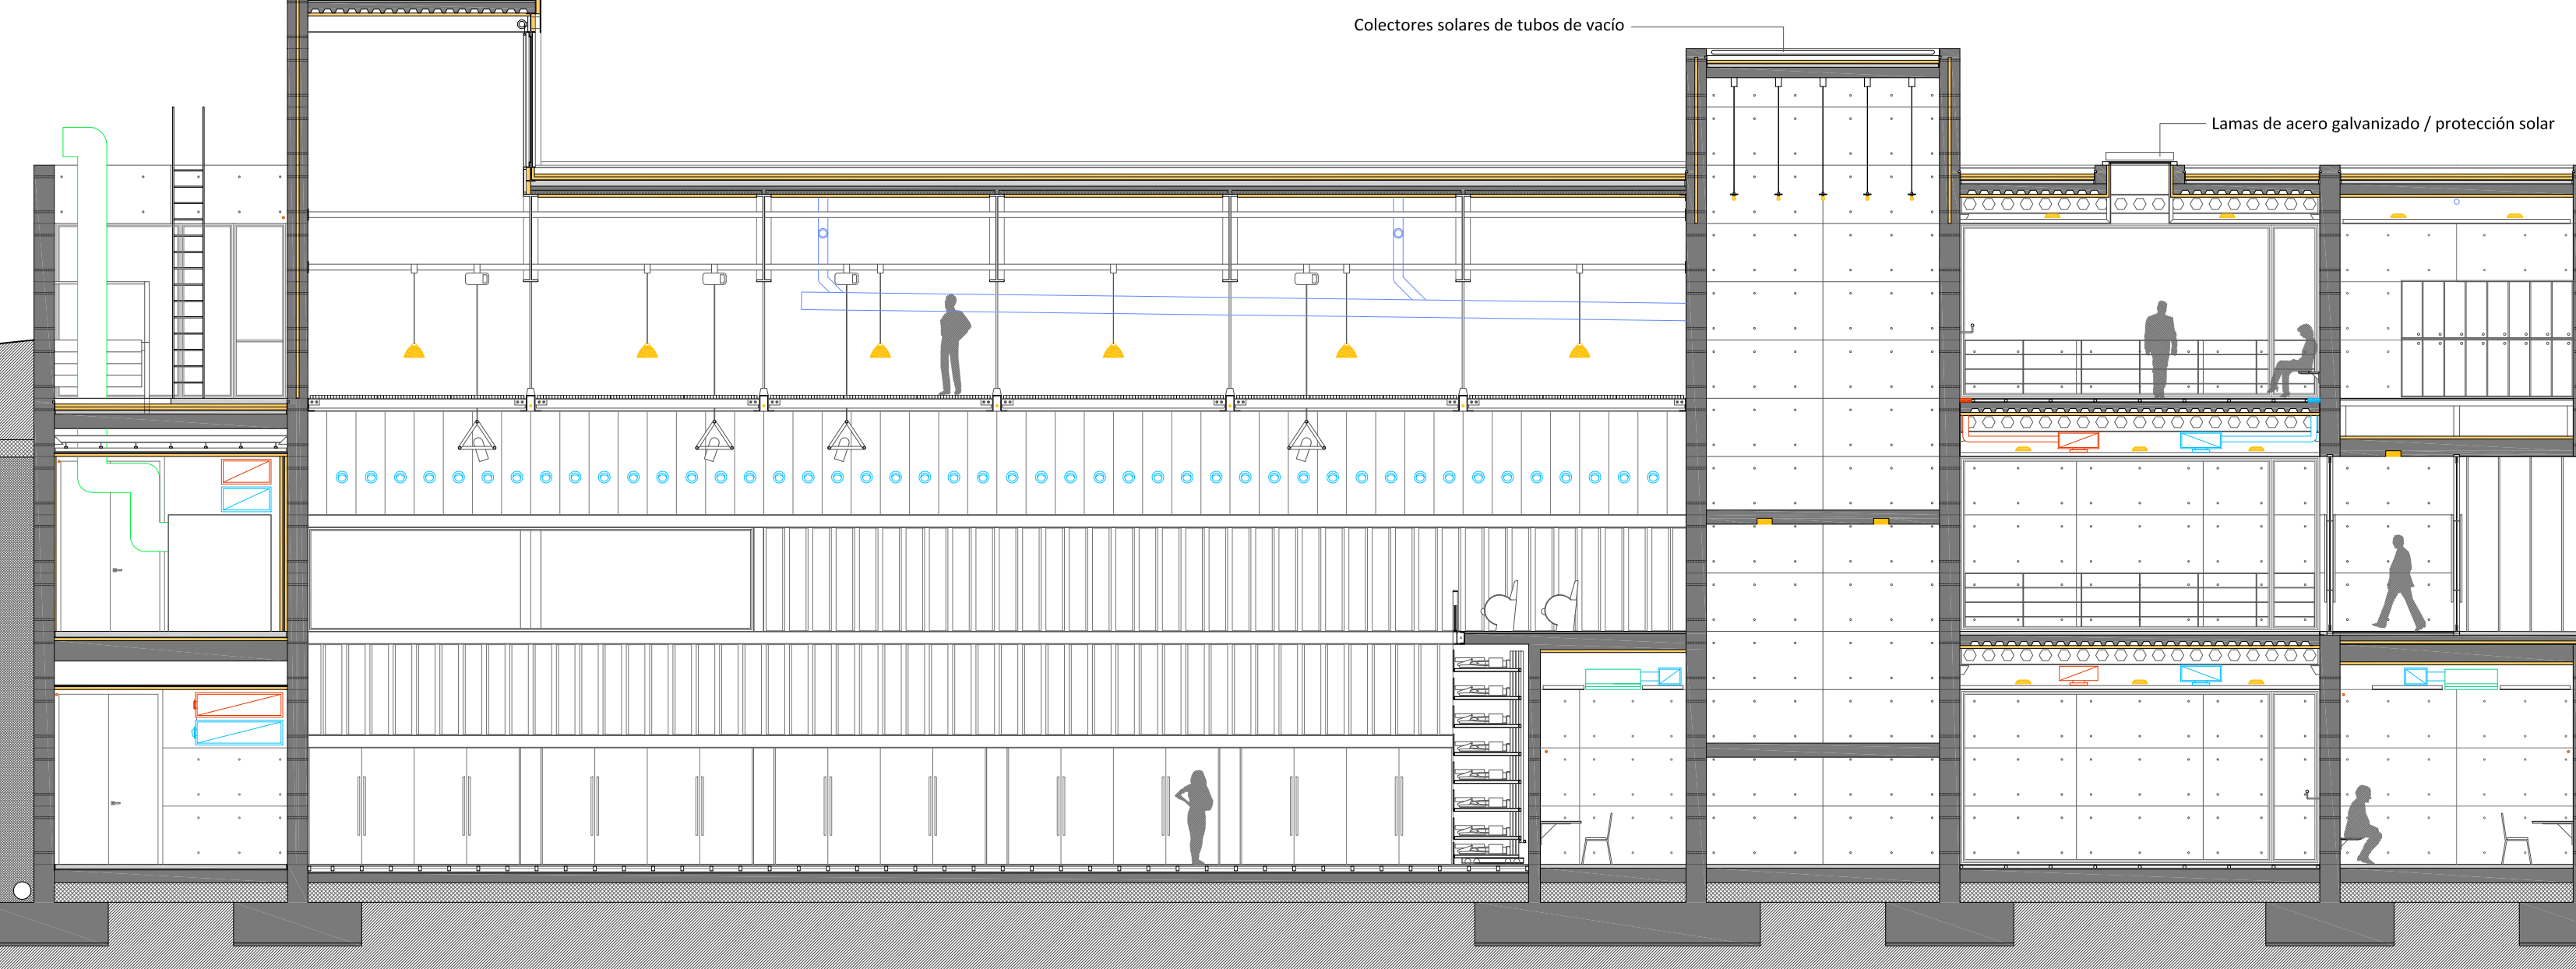 Colectores solares de tubos de vacío
Lamas de acero galvanizado / protección solar